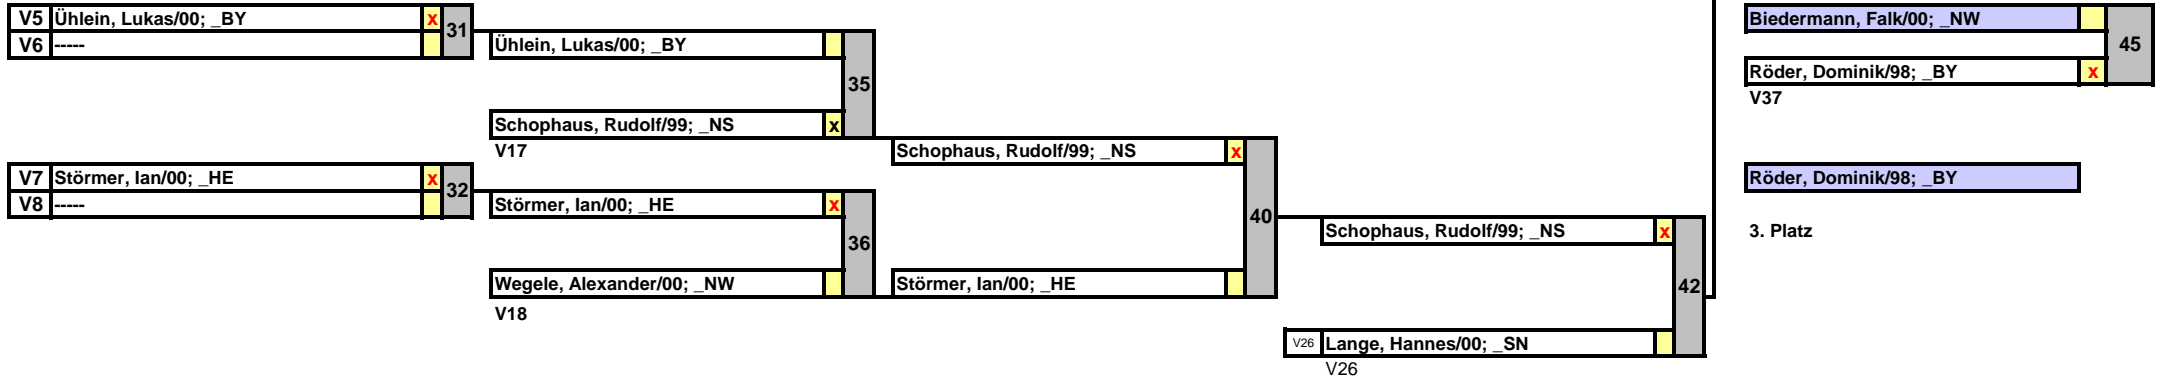 V5 Ühlein, Lukas/00; _BY x 31
V6 -----
Ühlein, Lukas/00; _BY
35
Schophaus, Rudolf/99; _NS x
V17
V7 Störmer, Ian/00; _HE x 32
V8 -----
Störmer, Ian/00; _HE x
36
Wegele, Alexander/00; _NW
V18
Schophaus, Rudolf/99; _NS x
40
Störmer, Ian/00; _HE
Schophaus, Rudolf/99; _NS x
42
V26 Lange, Hannes/00; _SN
V26
Biedermann, Falk/00; _NW
45
Röder, Dominik/98; _BY x
V37
Röder, Dominik/98; _BY
3. Platz